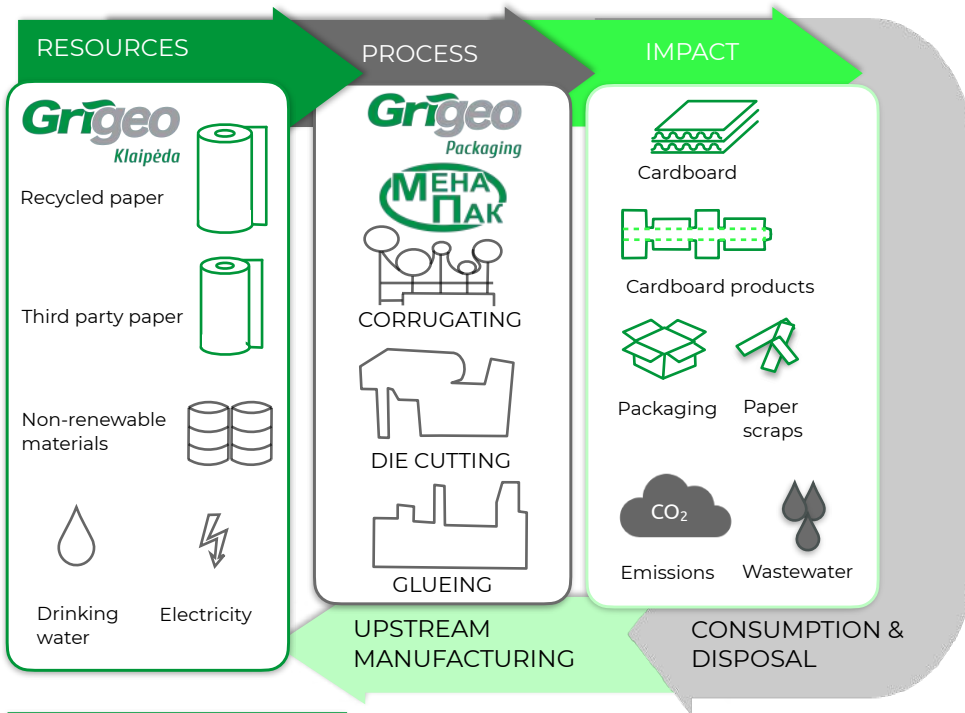 RESOURCES
PROCESS
IMPACT
Grigeo
Klaipėda
Recycled paper
Third party paper
Non-renewable
materials
Drinking
water
Electricity
Grigeo
Packaging
МЕНА
ПАК
CORRUGATING
DIE CUTTING
GLUEING
Cardboard
Cardboard products
Packaging
Paper
scraps
CO₂
Emissions
Wastewater
UPSTREAM
MANUFACTURING
CONSUMPTION &
DISPOSAL